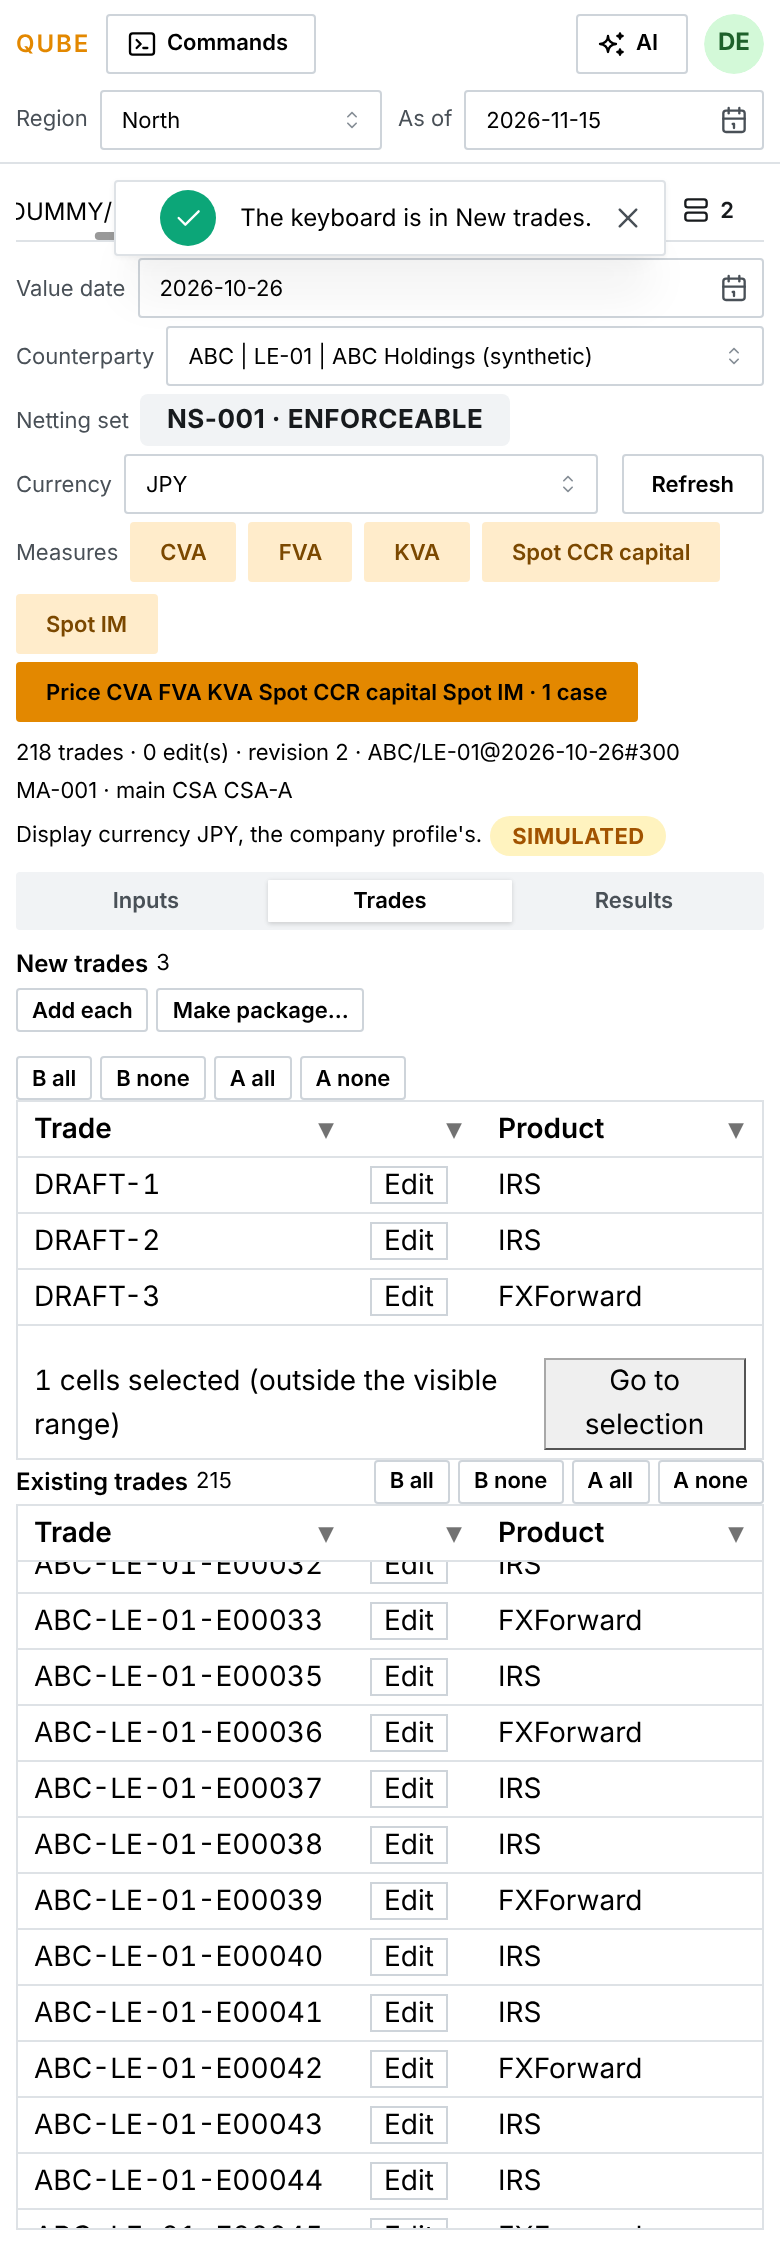 QUBE Commands AI DE
Region North As of 2026-11-15
DUMMY/ The keyboard is in New trades. 2
Value date 2026-10-26
Counterparty ABC | LE-01 | ABC Holdings (synthetic)
Netting set NS-001 · ENFORCEABLE
Currency JPY Refresh
Measures CVA FVA KVA Spot CCR capital
Spot IM
Price CVA FVA KVA Spot CCR capital Spot IM · 1 case
218 trades · 0 edit(s) · revision 2 · ABC/LE-01@2026-10-26#300
MA-001 · main CSA CSA-A
Display currency JPY, the company profile's. SIMULATED
Inputs Trades Results
New trades 3
Add each Make package...
B all B none A all A none
Trade ▼ ▼ Product ▼
DRAFT-1 Edit IRS
DRAFT-2 Edit IRS
DRAFT-3 Edit FXForward
1 cells selected (outside the visible range) Go to selection
Existing trades 215 B all B none A all A none
Trade ▼ ▼ Product ▼
ABC-LE-01-E00032 Edit IRS
ABC-LE-01-E00033 Edit FXForward
ABC-LE-01-E00035 Edit IRS
ABC-LE-01-E00036 Edit FXForward
ABC-LE-01-E00037 Edit IRS
ABC-LE-01-E00038 Edit IRS
ABC-LE-01-E00039 Edit FXForward
ABC-LE-01-E00040 Edit IRS
ABC-LE-01-E00041 Edit IRS
ABC-LE-01-E00042 Edit FXForward
ABC-LE-01-E00043 Edit IRS
ABC-LE-01-E00044 Edit IRS